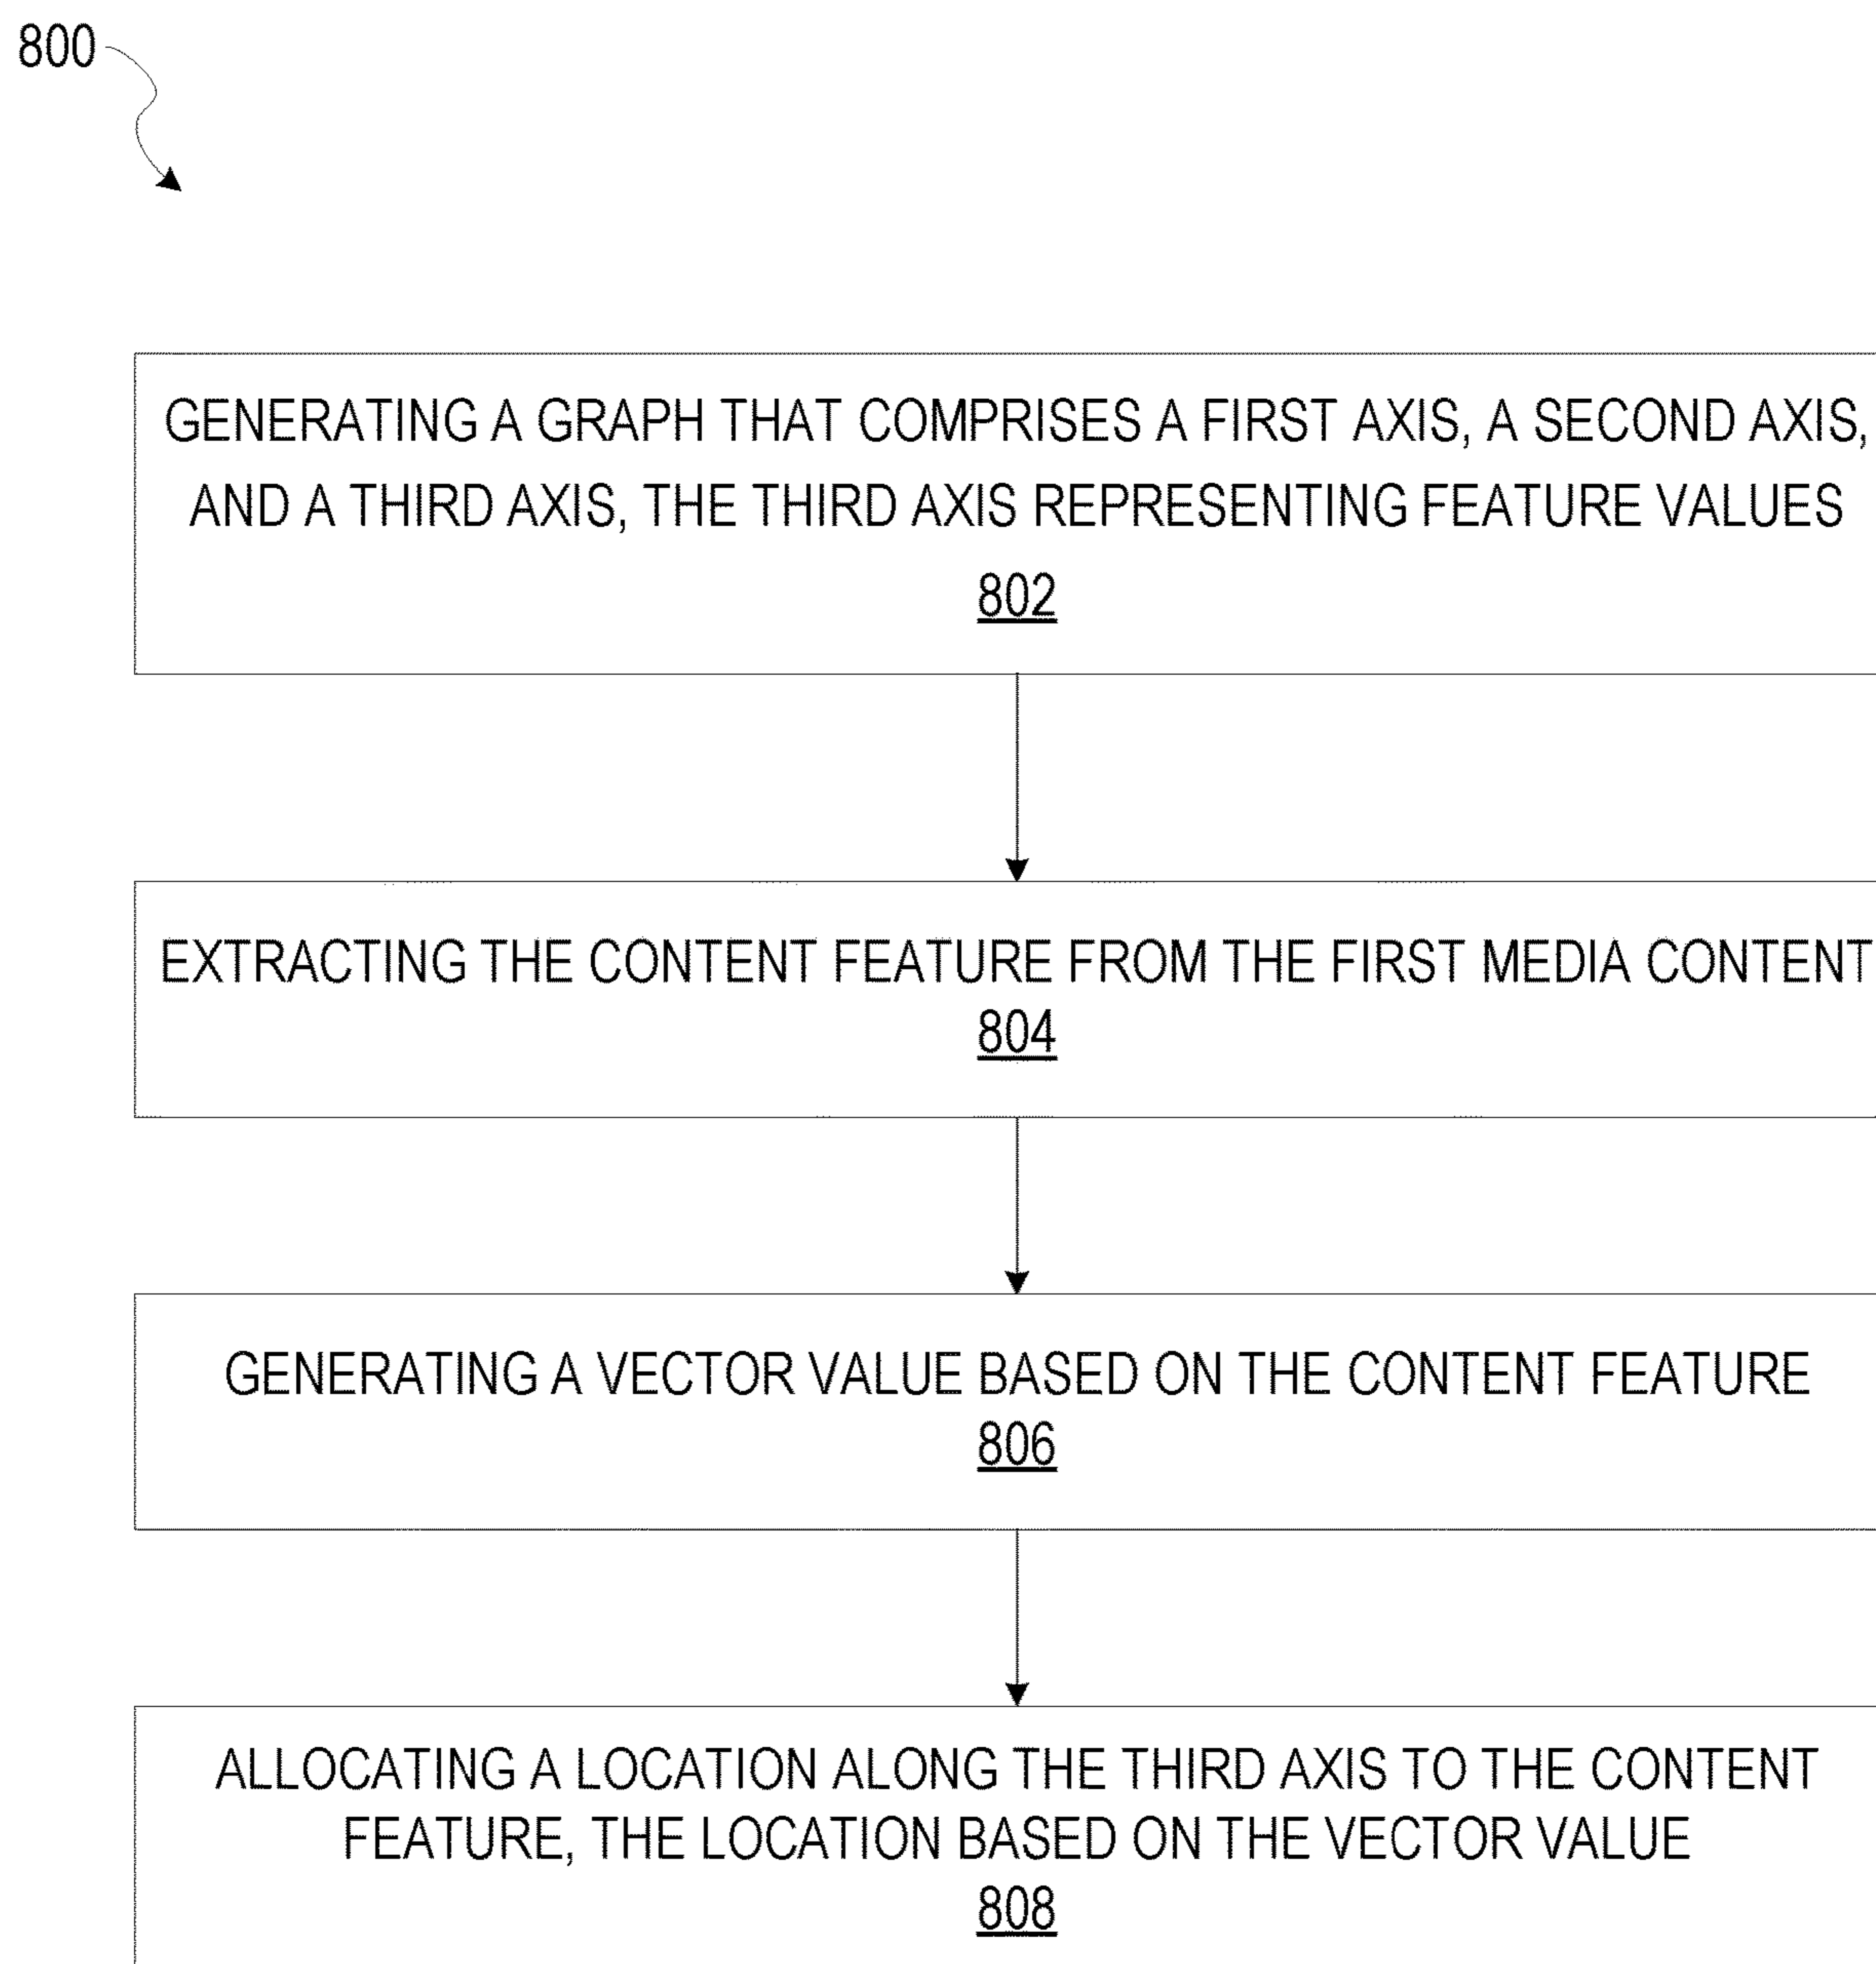 800
GENERATING A GRAPH THAT COMPRISES A FIRST AXIS, A SECOND AXIS,
AND A THIRD AXIS, THE THIRD AXIS REPRESENTING FEATURE VALUES
802
EXTRACTING THE CONTENT FEATURE FROM THE FIRST MEDIA CONTENT
804
GENERATING A VECTOR VALUE BASED ON THE CONTENT FEATURE
806
ALLOCATING A LOCATION ALONG THE THIRD AXIS TO THE CONTENT
FEATURE, THE LOCATION BASED ON THE VECTOR VALUE
808